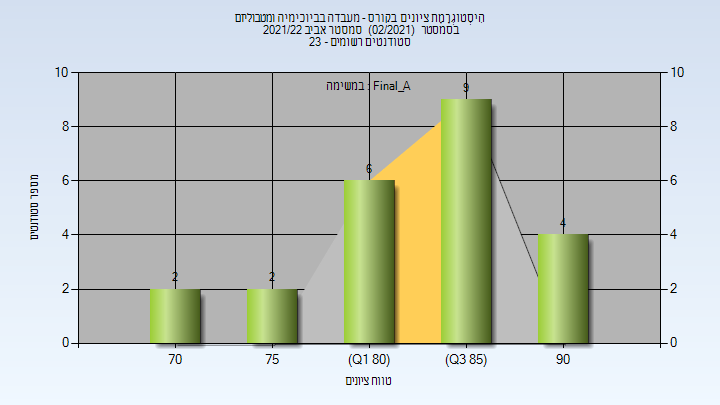 היסטוגרמת ציונים בקורס - מעבדה בביוכימיה ומטבוליזם
בסמסטר (02/2021) סמסטר אביב 2021/22
סטודנטים רשומים - 23
במשימה : Final_A
10 10
8 8
6 6
4 4
2 2
0 0
2 2 6 9 4
מספר סטודנטים
70 75 (Q1 80) (Q3 85) 90
טווח ציונים